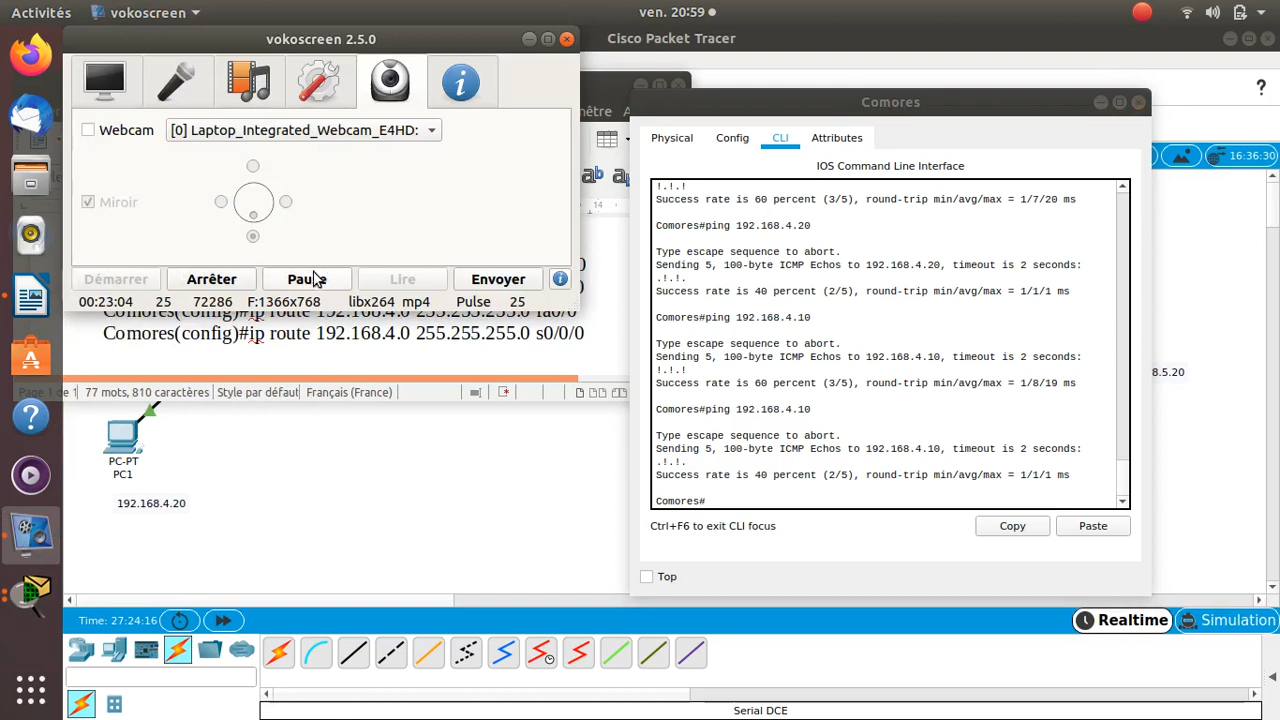 Activités
vokoscreen
ven. 20:59
vokoscreen 2.5.0
Cisco Packet Tracer
Webcam
[0] Laptop_Integrated_Webcam_E4HD:
Miroir
Démarrer
Arrêter
Pause
Lire
Envoyer
00:23:04
25
72286
F:1366x768
libx264
mp4
Pulse
25
Comores(config)#ip route 192.168.4.0 255.255.255.0 s0/0/0
77 mots, 810 caractères
Style par défaut
Français (France)
PC-PT
PC1
192.168.4.20
Comores
Physical
Config
CLI
Attributes
IOS Command Line Interface
!.!.!
Success rate is 60 percent (3/5), round-trip min/avg/max = 1/7/20 ms
Comores#ping 192.168.4.20
Type escape sequence to abort.
Sending 5, 100-byte ICMP Echos to 192.168.4.20, timeout is 2 seconds:
.!.!.
Success rate is 40 percent (2/5), round-trip min/avg/max = 1/1/1 ms
Comores#ping 192.168.4.10
Type escape sequence to abort.
Sending 5, 100-byte ICMP Echos to 192.168.4.10, timeout is 2 seconds:
!.!.!
Success rate is 60 percent (3/5), round-trip min/avg/max = 1/8/19 ms
Comores#ping 192.168.4.10
Type escape sequence to abort.
Sending 5, 100-byte ICMP Echos to 192.168.4.10, timeout is 2 seconds:
.!.!.
Success rate is 40 percent (2/5), round-trip min/avg/max = 1/1/1 ms
Comores#
Ctrl+F6 to exit CLI focus
Copy
Paste
Top
16:36:30
8.5.20
Time: 27:24:16
Realtime
Simulation
Serial DCE